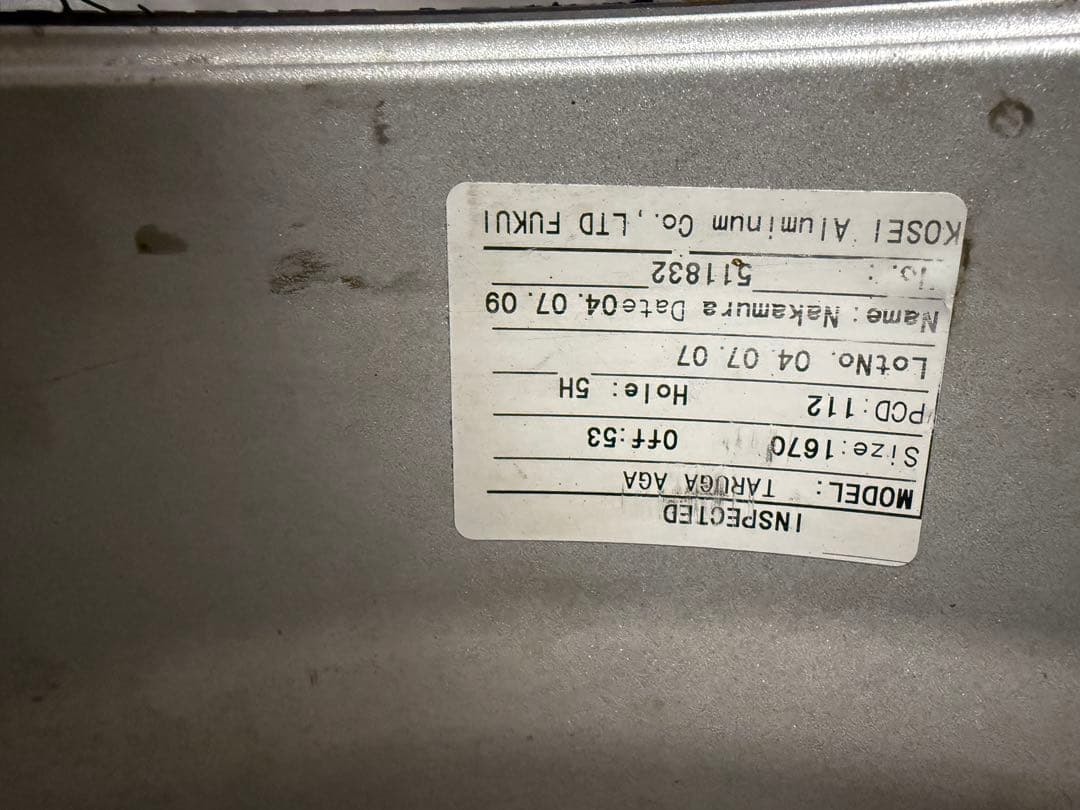 INSPECTED
MODEL: TARUGA AGA
Size:1670 Off:53
PCD:112 Hole: 5H
LotNo. 04. 07. 07
Name: Nakamura Date04. 07. 09
No. : 511832
KOSEI Aluminum Co., LTD FUKUI